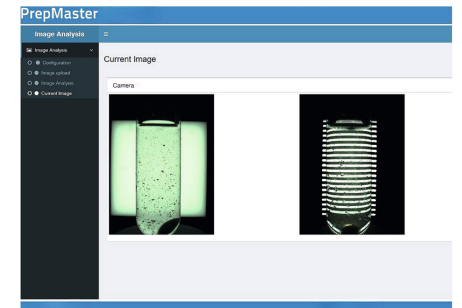 PrepMaster
Image Analysis
Image Analysis
Configuration
Image upload
Image Analysis
Current Image
Current Image
Camera